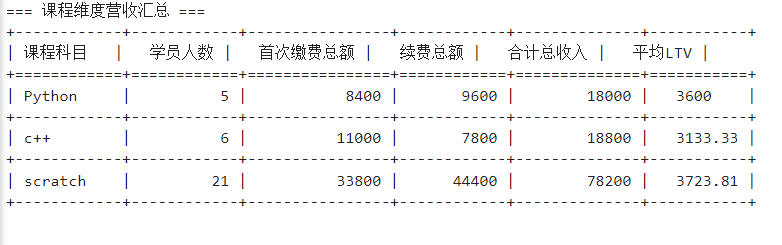 === 课程维度营收汇总 ===
+------------+------------+----------------+------------+--------------+-----------+
| 课程科目 | 学员人数 | 首次缴费总额 | 续费总额 | 合计总收入 | 平均LTV |
+============+============+================+============+==============+===========+
| Python | 5 | 8400 | 9600 | 18000 | 3600 |
+------------+------------+----------------+------------+--------------+-----------+
| c++ | 6 | 11000 | 7800 | 18800 | 3133.33 |
+------------+------------+----------------+------------+--------------+-----------+
| scratch | 21 | 33800 | 44400 | 78200 | 3723.81 |
+------------+------------+----------------+------------+--------------+-----------+